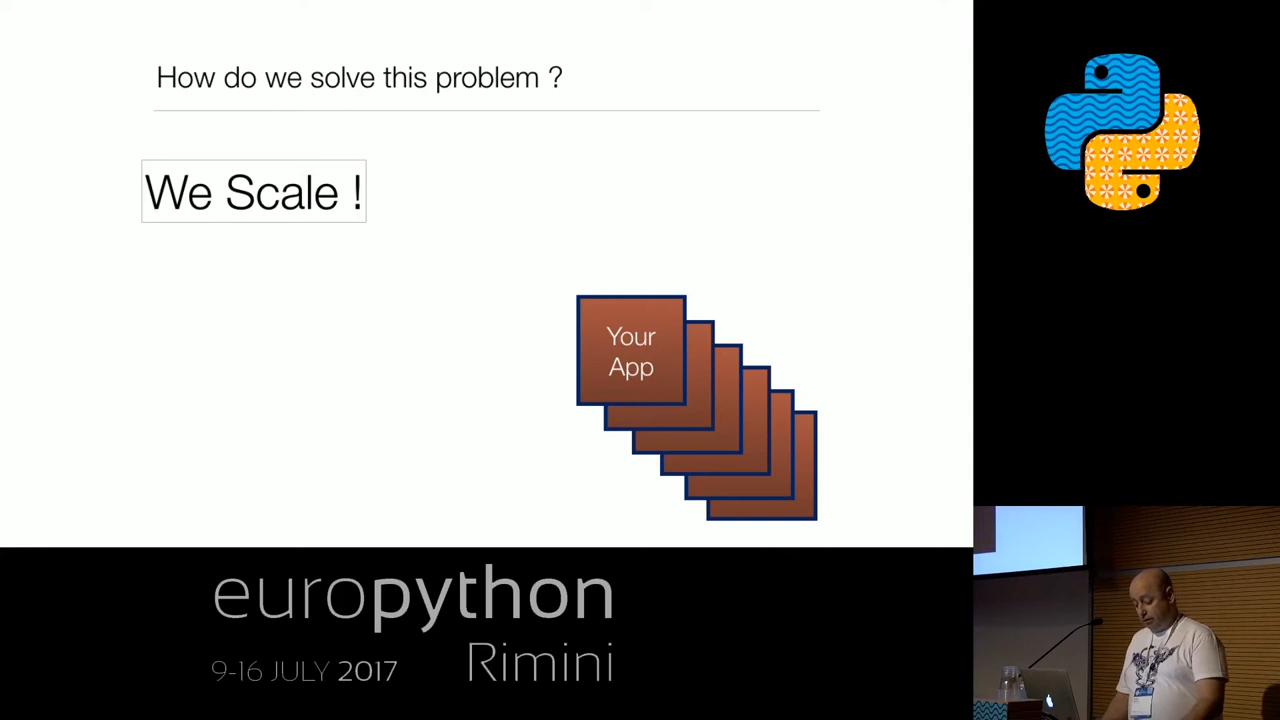 How do we solve this problem ?
We Scale !
Your
App
europython
9-16 JULY 2017
Rimini